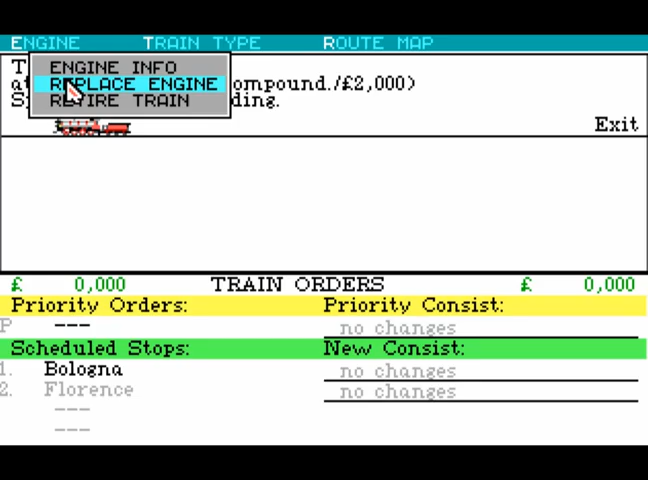 ENGINE TRAIN TYPE ROUTE MAP
ENGINE INFO
REPLACE ENGINE ompound./£2,000)
RETIRE TRAIN ding.
Exit
£ 0,000 TRAIN ORDERS £ 0,000
Priority Orders: Priority Consist:
P --- no changes
Scheduled Stops: New Consist:
1. Bologna no changes
2. Florence no changes
---
---